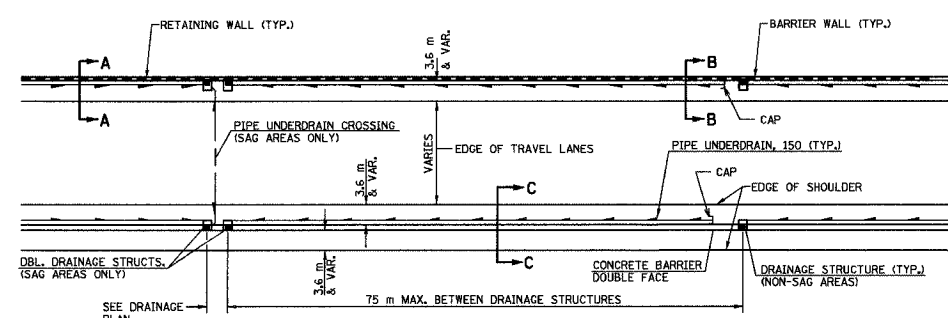 RETAINING WALL (TYP.)
BARRIER WALL (TYP.)
3.6 m
& VAR.
A
B
A
B
CAP
PIPE UNDERDRAIN CROSSING
(SAG AREAS ONLY)
VARIES
EDGE OF TRAVEL LANES
PIPE UNDERDRAIN, 150 (TYP.)
3.6 m
& VAR.
CAP
C
EDGE OF SHOULDER
DBL. DRAINAGE STRUCTS.
(SAG AREAS ONLY)
3.6 m
& VAR.
C
CONCRETE BARRIER
DOUBLE FACE
DRAINAGE STRUCTURE (TYP.)
(NON-SAG AREAS)
75 m MAX. BETWEEN DRAINAGE STRUCTURES
SEE DRAINAGE
PLAN